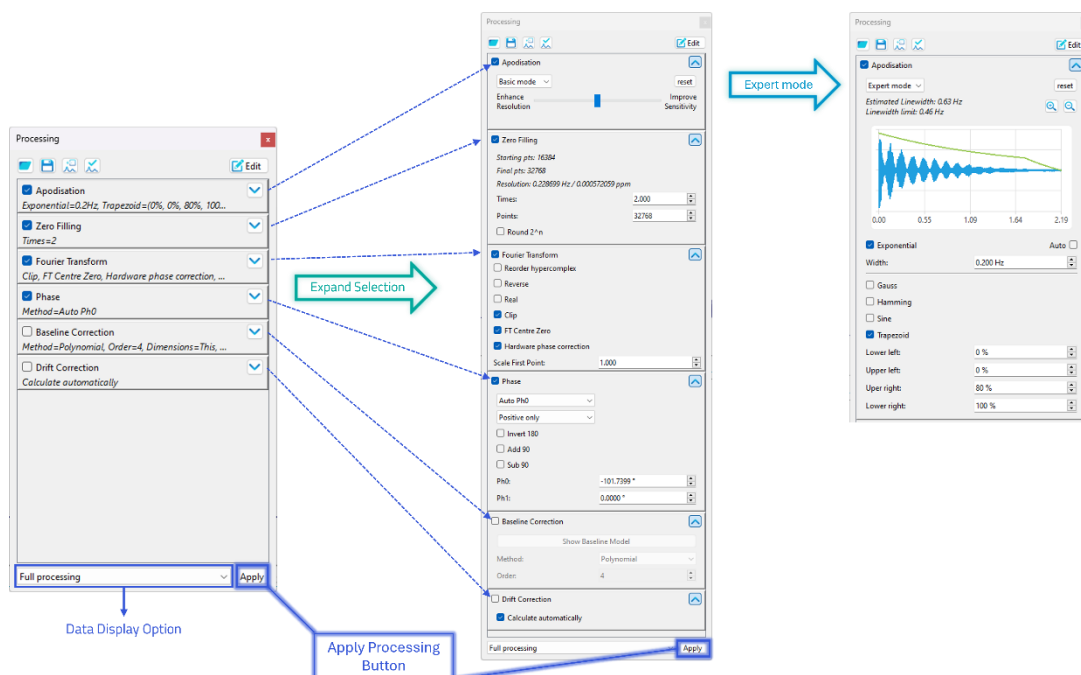 Processing
x
Edit
Apodisation
Exponential=0.2Hz, Trapezoid=(0%, 0%, 80%, 100...
Zero Filling
Times=2
Fourier Transform
Clip, FT Centre Zero, Hardware phase correction, ...
Phase
Method=Auto Ph0
Baseline Correction
Method=Polynomial, Order=4, Dimensions=This, ...
Drift Correction
Calculate automatically
Full processing
Apply
Data Display Option
Apply Processing
Button
Expand Selection
Processing
Edit
Apodisation
Basic mode
reset
Enhance
Resolution
Improve
Sensitivity
Zero Filling
Starting pts: 16384
Final pts: 32768
Resolution: 0.228699 Hz / 0.000572059 ppm
Times: 2.000
Points: 32768
Round 2^n
Fourier Transform
Reorder hypercomplex
Reverse
Real
Clip
FT Centre Zero
Hardware phase correction
Scale First Point: 1.000
Phase
Auto Ph0
Positive only
Invert 180
Add 90
Sub 90
Ph0: -101.7399 °
Ph1: 0.0000 °
Baseline Correction
Show Baseline Model
Method: Polynomial
Order: 4
Drift Correction
Calculate automatically
Full processing
Apply
Expert mode
Processing
Edit
Apodisation
Expert mode
reset
Estimated Linewidth: 0.63 Hz
Linewidth limit: 0.46 Hz
0.00 0.55 1.09 1.64 2.19
Exponential Auto
Width: 0.200 Hz
Gauss
Hamming
Sine
Trapezoid
Lower left: 0 %
Upper left: 0 %
Uper right: 80 %
Lower right: 100 %